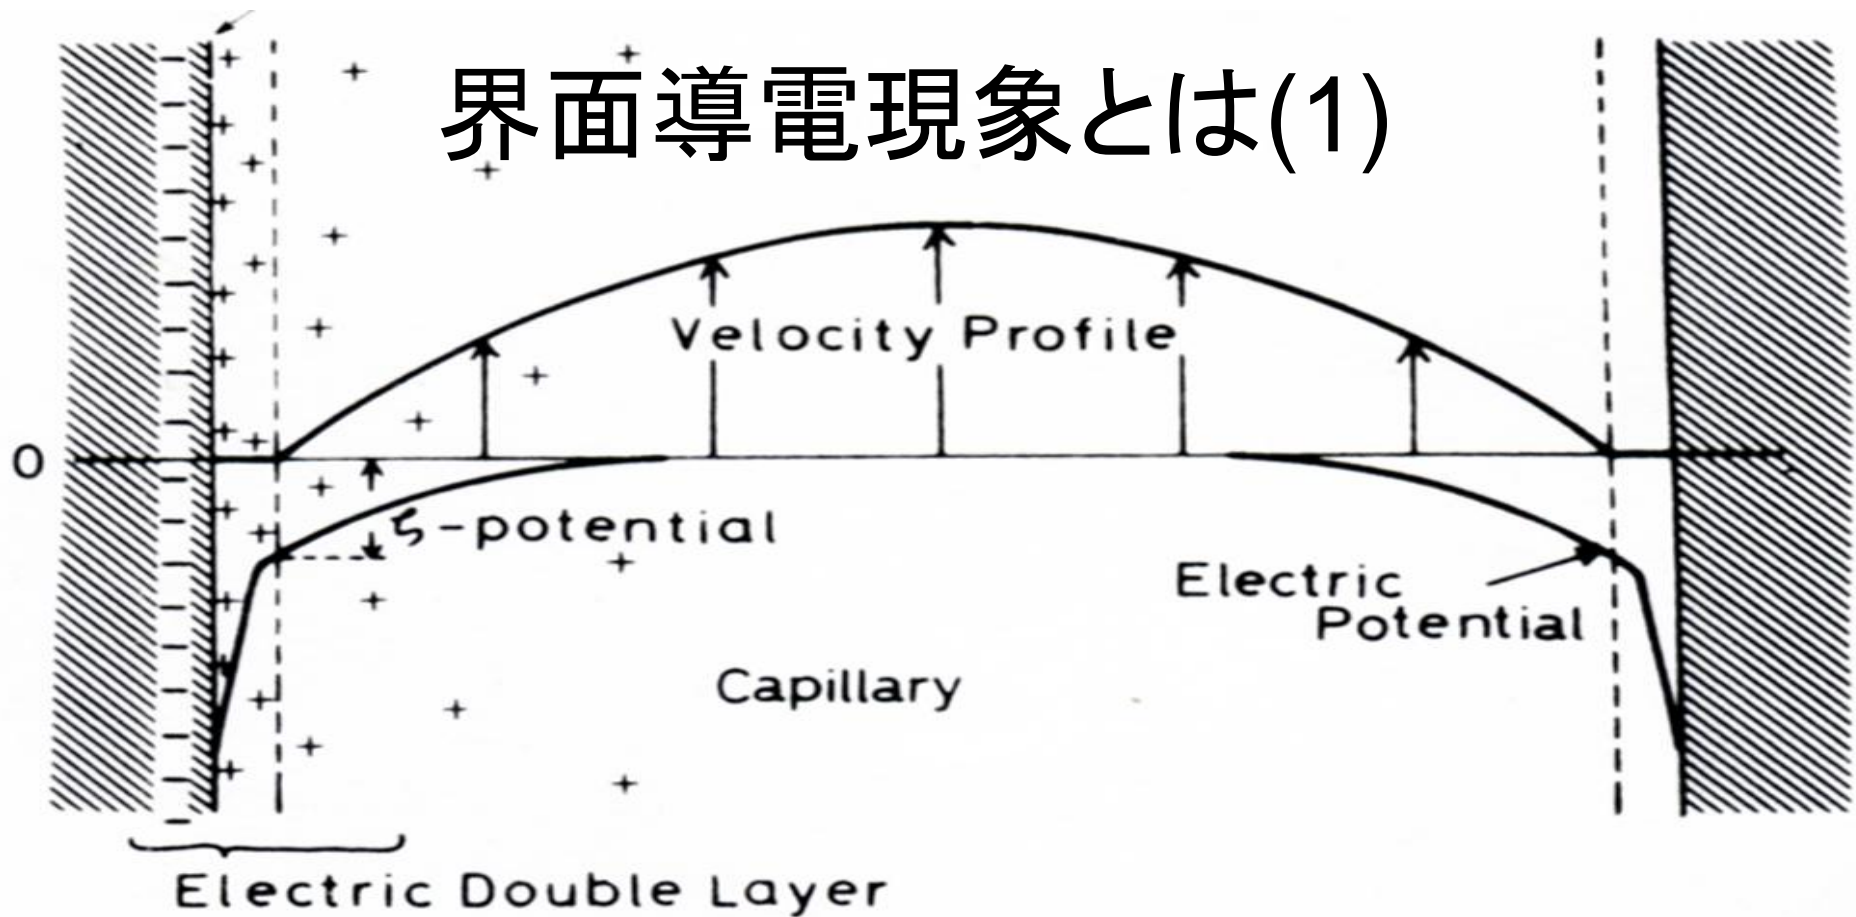 界面導電現象とは(1)
Velocity Profile
0
ζ-potential
Electric
Potential
Capillary
Electric Double Layer